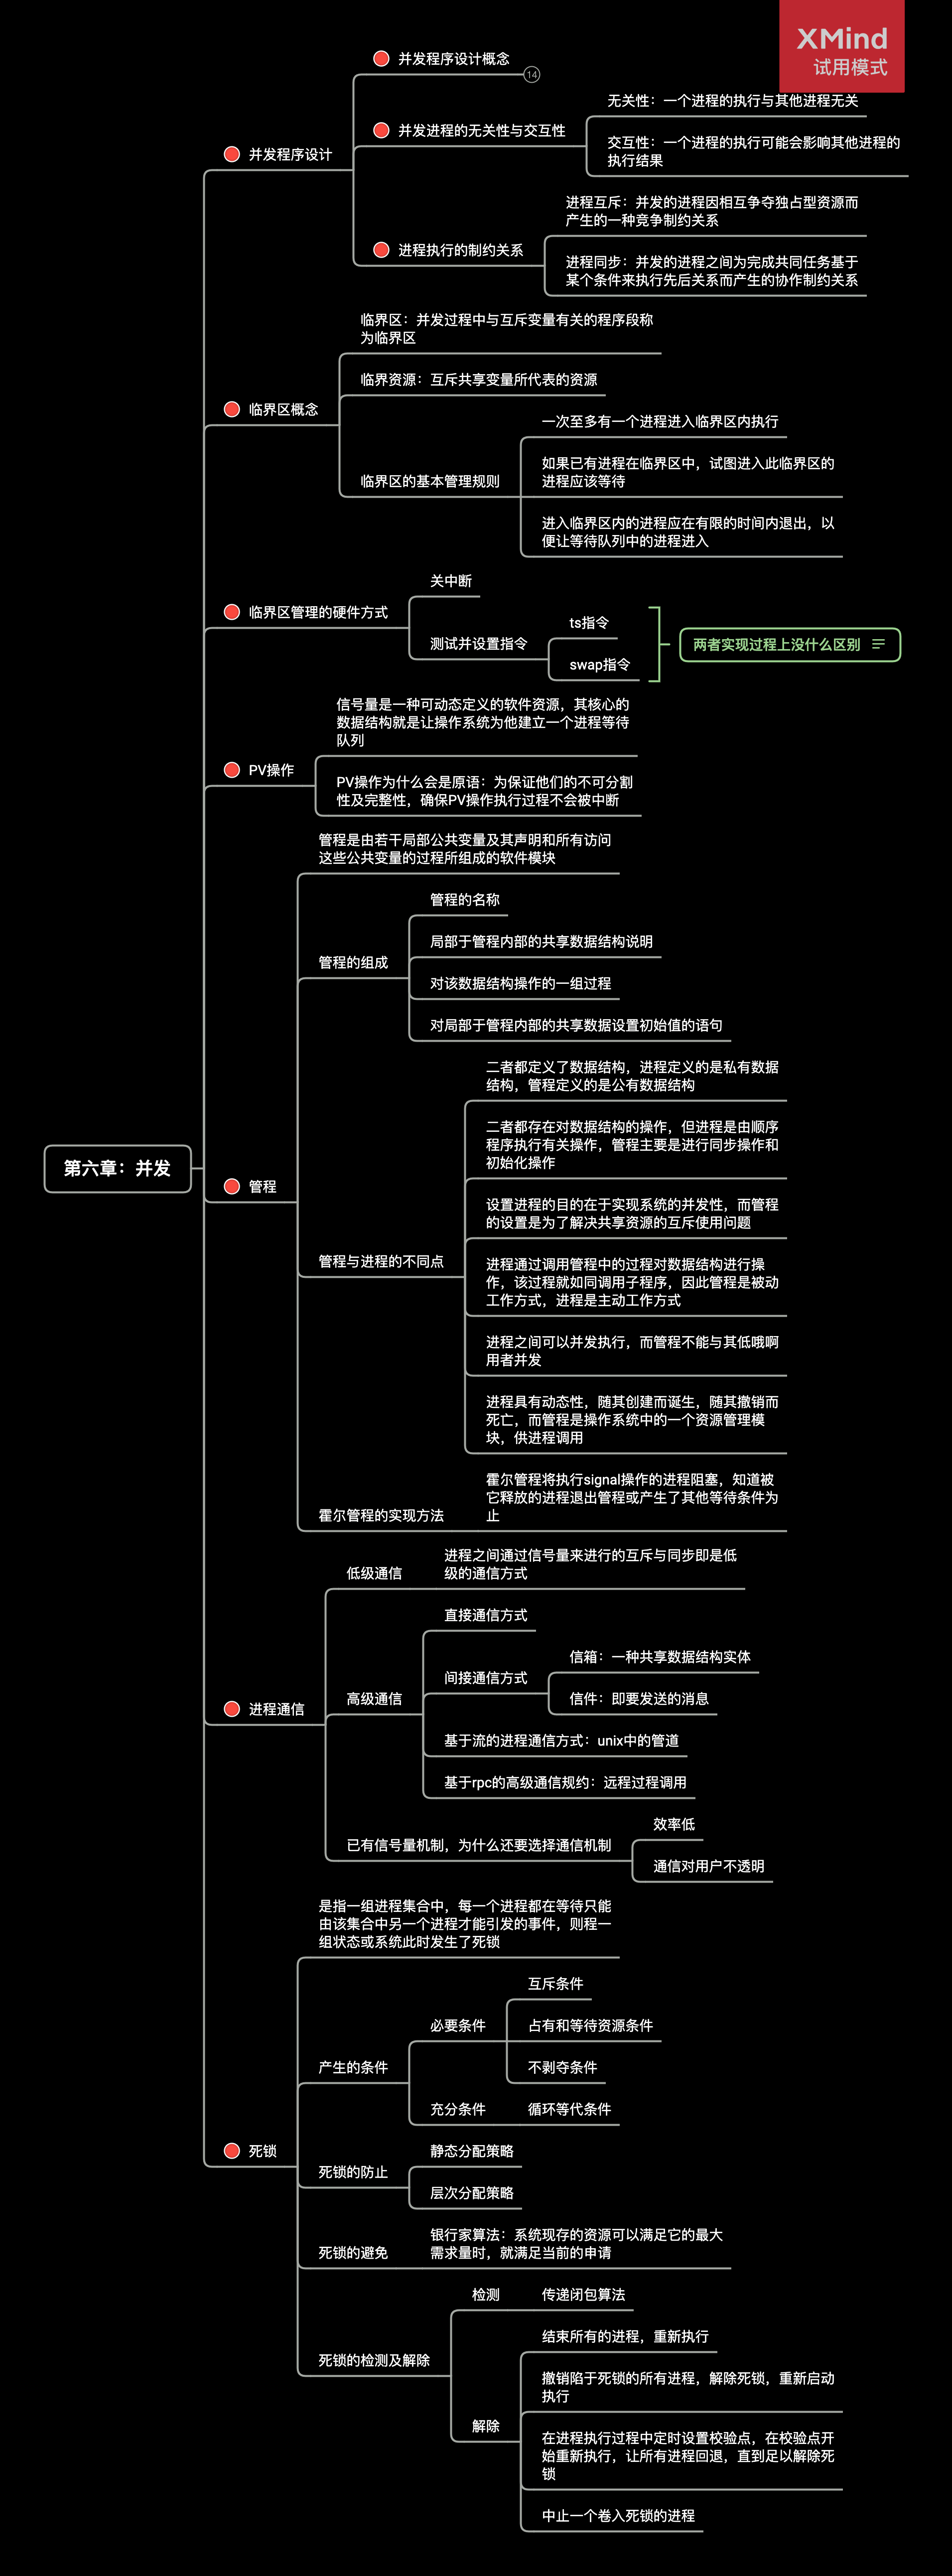 XMind
试用模式
并发程序设计概念
14
无关性：一个进程的执行与其他进程无关
并发进程的无关性与交互性
交互性：一个进程的执行可能会影响其他进程的
执行结果
并发程序设计
进程互斥：并发的进程因相互争夺独占型资源而
产生的一种竞争制约关系
进程执行的制约关系
进程同步：并发的进程之间为完成共同任务基于
某个条件来执行先后关系而产生的协作制约关系
临界区：并发过程中与互斥变量有关的程序段称
为临界区
临界资源：互斥共享变量所代表的资源
临界区概念
一次至多有一个进程进入临界区内执行
如果已有进程在临界区中，试图进入此临界区的
进程应该等待
临界区的基本管理规则
进入临界区内的进程应在有限的时间内退出，以
便让等待队列中的进程进入
关中断
临界区管理的硬件方式
ts指令
测试并设置指令
swap指令
两者实现过程上没什么区别
信号量是一种可动态定义的软件资源，其核心的
数据结构就是让操作系统为他建立一个进程等待
队列
PV操作
PV操作为什么会是原语：为保证他们的不可分割
性及完整性，确保PV操作执行过程不会被中断
管程是由若干局部公共变量及其声明和所有访问
这些公共变量的过程所组成的软件模块
管程的名称
局部于管程内部的共享数据结构说明
管程的组成
对该数据结构操作的一组过程
对局部于管程内部的共享数据设置初始值的语句
二者都定义了数据结构，进程定义的是私有数据
结构，管程定义的是公有数据结构
二者都存在对数据结构的操作，但进程是由顺序
程序执行有关操作，管程主要是进行同步操作和
初始化操作
第六章：并发
管程
设置进程的目的在于实现系统的并发性，而管程
的设置是为了解决共享资源的互斥使用问题
管程与进程的不同点
进程通过调用管程中的过程对数据结构进行操
作，该过程就如同调用子程序，因此管程是被动
工作方式，进程是主动工作方式
进程之间可以并发执行，而管程不能与其低哦啊
用者并发
进程具有动态性，随其创建而诞生，随其撤销而
死亡，而管程是操作系统中的一个资源管理模
块，供进程调用
霍尔管程的实现方法
霍尔管程将执行signal操作的进程阻塞，知道被
它释放的进程退出管程或产生了其他等待条件为
止
低级通信
进程之间通过信号量来进行的互斥与同步即是低
级的通信方式
直接通信方式
信箱：一种共享数据结构实体
间接通信方式
信件：即要发送的消息
高级通信
进程通信
基于流的进程通信方式：unix中的管道
基于rpc的高级通信规约：远程过程调用
效率低
已有信号量机制，为什么还要选择通信机制
通信对用户不透明
是指一组进程集合中，每一个进程都在等待只能
由该集合中另一个进程才能引发的事件，则程一
组状态或系统此时发生了死锁
互斥条件
必要条件
占有和等待资源条件
产生的条件
不剥夺条件
充分条件
循环等代条件
死锁
静态分配策略
死锁的防止
层次分配策略
死锁的避免
银行家算法：系统现存的资源可以满足它的最大
需求量时，就满足当前的申请
检测
传递闭包算法
结束所有的进程，重新执行
死锁的检测及解除
撤销陷于死锁的所有进程，解除死锁，重新启动
执行
解除
在进程执行过程中定时设置校验点，在校验点开
始重新执行，让所有进程回退，直到足以解除死
锁
中止一个卷入死锁的进程